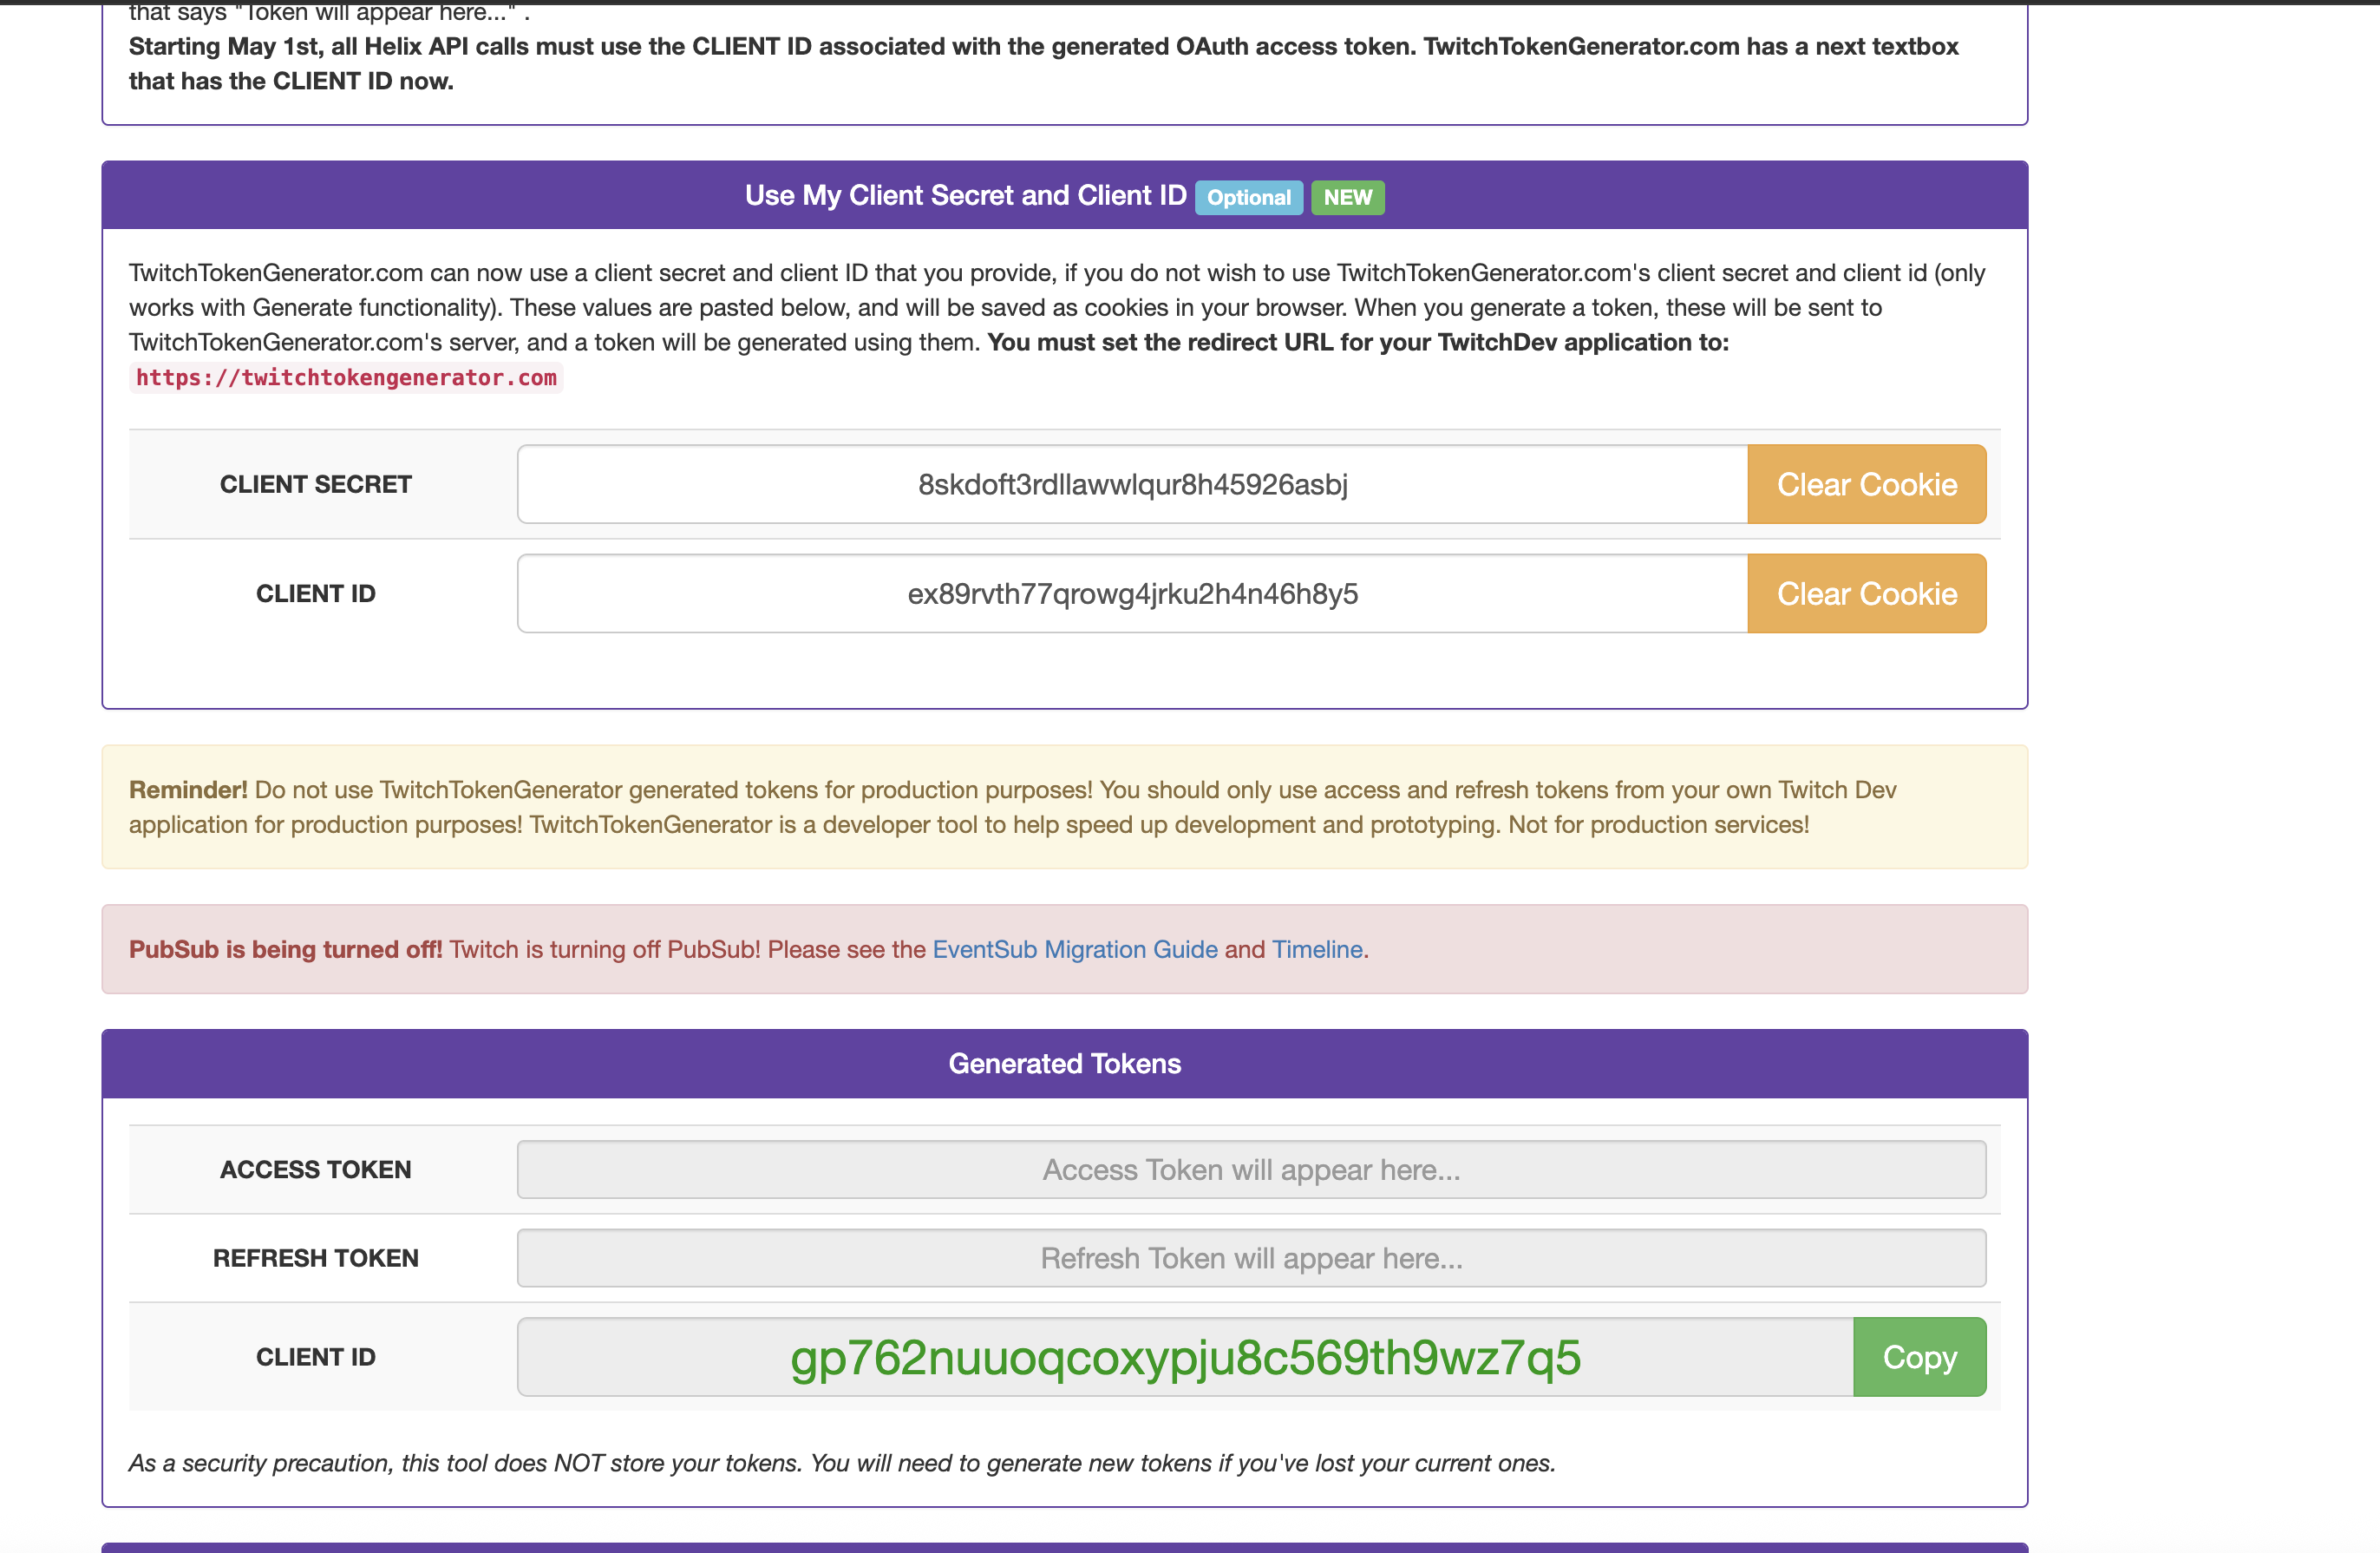 that says "Token will appear here..." .
Starting May 1st, all Helix API calls must use the CLIENT ID associated with the generated OAuth access token. TwitchTokenGenerator.com has a next textbox
that has the CLIENT ID now.
Use My Client Secret and Client ID Optional NEW
TwitchTokenGenerator.com can now use a client secret and client ID that you provide, if you do not wish to use TwitchTokenGenerator.com's client secret and client id (only
works with Generate functionality). These values are pasted below, and will be saved as cookies in your browser. When you generate a token, these will be sent to
TwitchTokenGenerator.com's server, and a token will be generated using them. You must set the redirect URL for your TwitchDev application to:
https://twitchtokengenerator.com
CLIENT SECRET 8skdoft3rdllawwlqur8h45926asbj Clear Cookie
CLIENT ID ex89rvth77qrowg4jrku2h4n46h8y5 Clear Cookie
Reminder! Do not use TwitchTokenGenerator generated tokens for production purposes! You should only use access and refresh tokens from your own Twitch Dev
application for production purposes! TwitchTokenGenerator is a developer tool to help speed up development and prototyping. Not for production services!
PubSub is being turned off! Twitch is turning off PubSub! Please see the EventSub Migration Guide and Timeline.
Generated Tokens
ACCESS TOKEN Access Token will appear here...
REFRESH TOKEN Refresh Token will appear here...
CLIENT ID gp762nuuoqcoxypju8c569th9wz7q5 Copy
As a security precaution, this tool does NOT store your tokens. You will need to generate new tokens if you've lost your current ones.